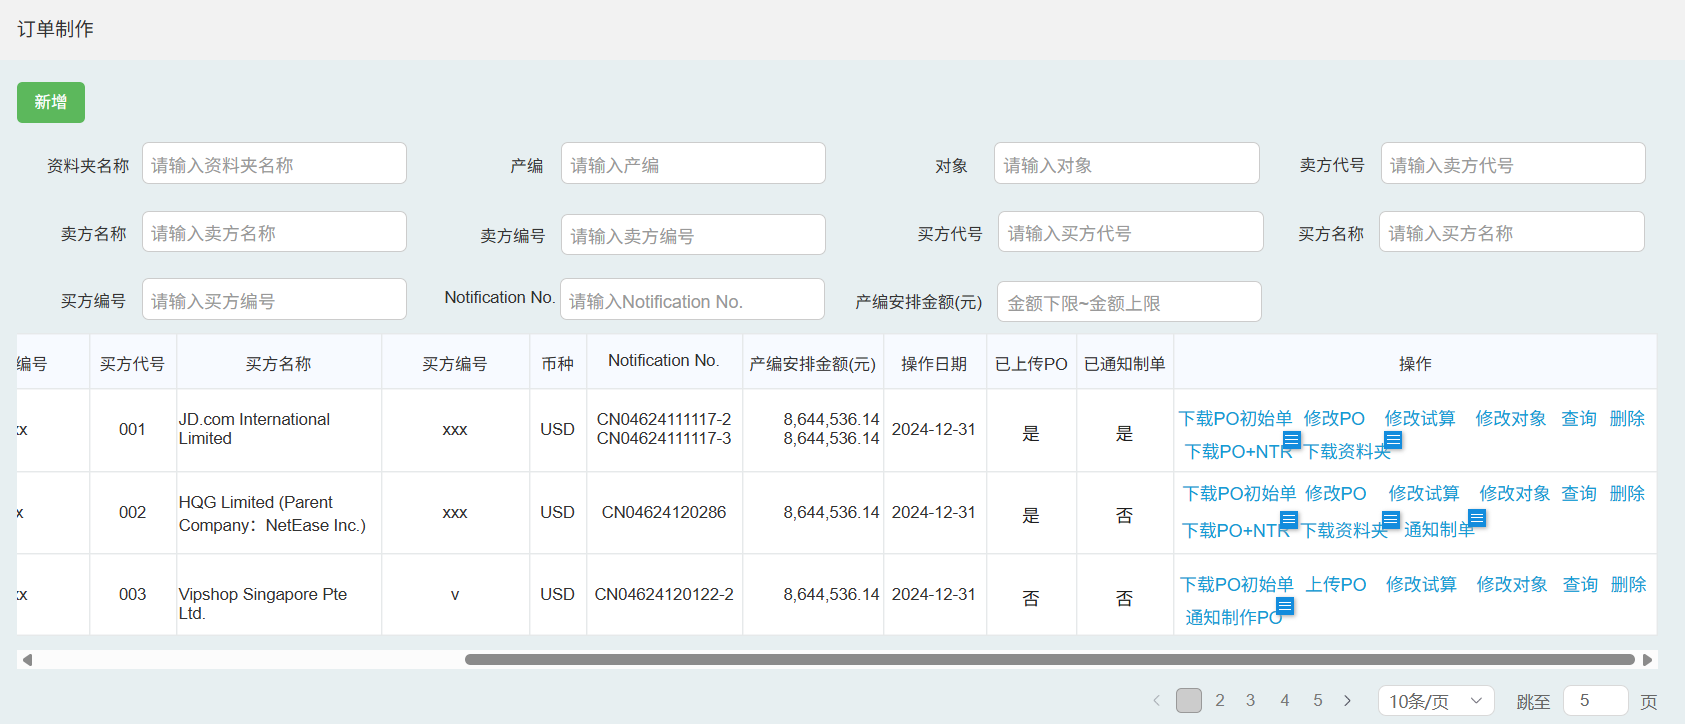 订单制作
新增
资料夹名称 请输入资料夹名称 产编 请输入产编 对象 请输入对象 卖方代号 请输入卖方代号
卖方名称 请输入卖方名称 卖方编号 请输入卖方编号 买方代号 请输入买方代号 买方名称 请输入买方名称
买方编号 请输入买方编号 Notification No. 请输入Notification No. 产编安排金额(元) 金额下限~金额上限
编号 买方代号 买方名称 买方编号 币种 Notification No. 产编安排金额(元) 操作日期 已上传PO 已通知制单 操作
xx 001 JD.com International Limited xxx USD CN04624111117-2 8,644,536.14 2024-12-31 是 是 下载PO初始单 修改PO 修改试算 修改对象 查询 删除
CN04624111117-3 8,644,536.14 下载PO+NTR 下载资料夹
x 002 HQG Limited (Parent Company：NetEase Inc.) xxx USD CN04624120286 8,644,536.14 2024-12-31 是 否 下载PO初始单 修改PO 修改试算 修改对象 查询 删除
下载PO+NTR 下载资料夹 通知制单
xx 003 Vipshop Singapore Pte Ltd. v USD CN04624120122-2 8,644,536.14 2024-12-31 否 否 下载PO初始单 上传PO 修改试算 修改对象 查询 删除
通知制作PO
2 3 4 5 10条/页 跳至 5 页